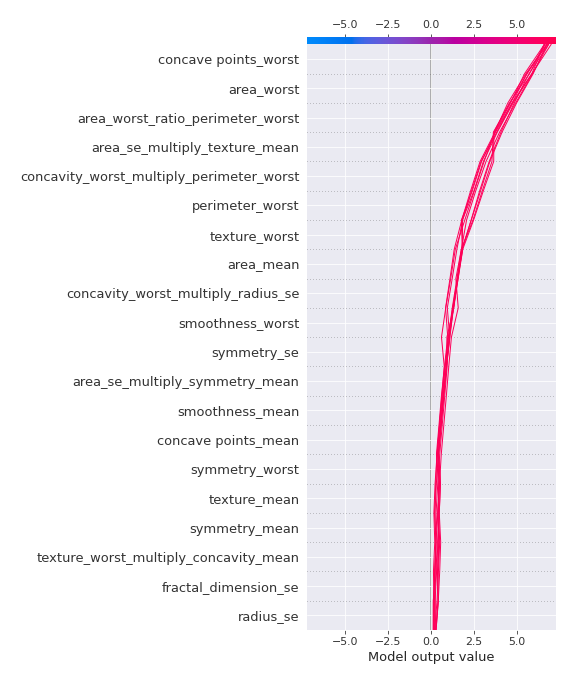 −5.0 −2.5 0.0 2.5 5.0
concave points_worst
area_worst
area_worst_ratio_perimeter_worst
area_se_multiply_texture_mean
concavity_worst_multiply_perimeter_worst
perimeter_worst
texture_worst
area_mean
concavity_worst_multiply_radius_se
smoothness_worst
symmetry_se
area_se_multiply_symmetry_mean
smoothness_mean
concave points_mean
symmetry_worst
texture_mean
symmetry_mean
texture_worst_multiply_concavity_mean
fractal_dimension_se
radius_se
−5.0 −2.5 0.0 2.5 5.0
Model output value